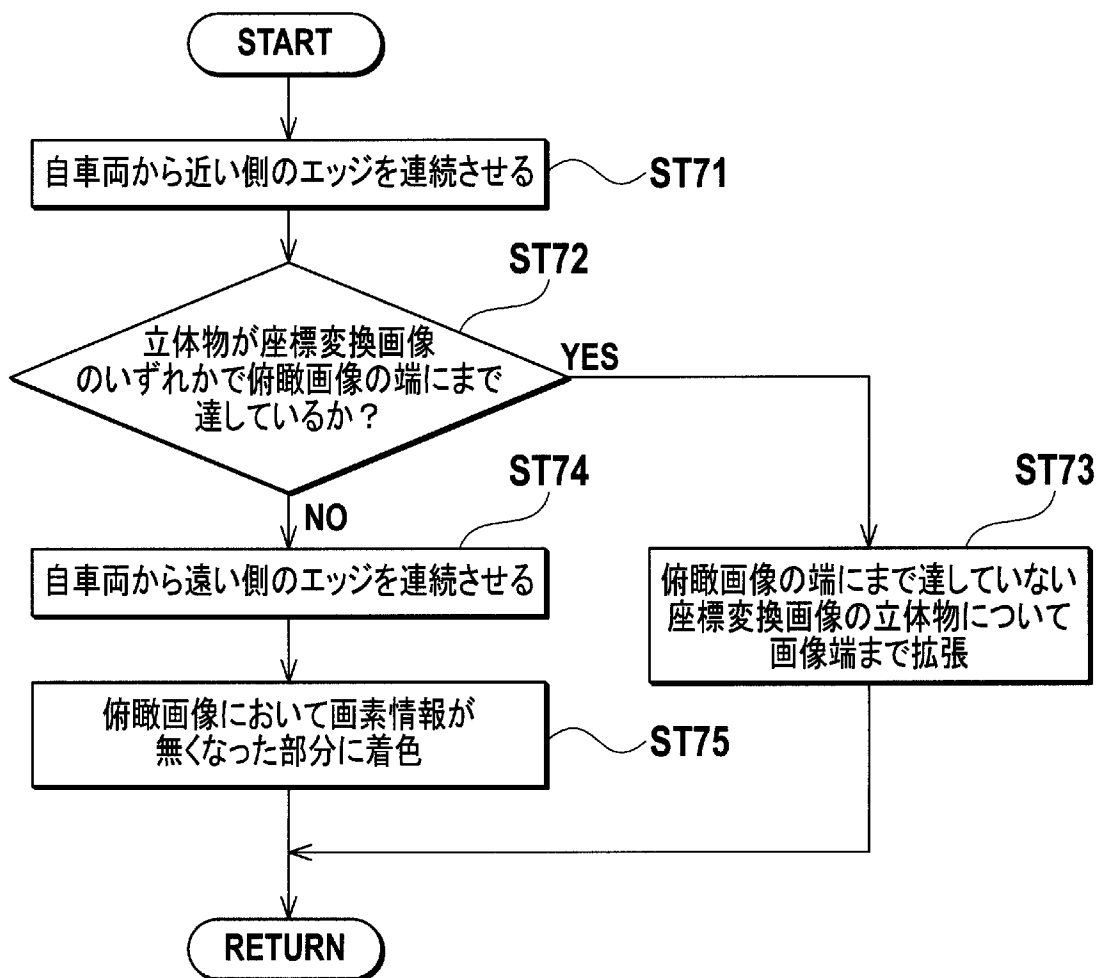 START
自車両から近い側のエッジを連続させる
ST71
ST72
立体物が座標変換画像
のいずれかで俯瞰画像の端にまで
達しているか？
YES
ST74
ST73
NO
自車両から遠い側のエッジを連続させる
俯瞰画像の端にまで達していない
座標変換画像の立体物について
画像端まで拡張
俯瞰画像において画素情報が
無くなった部分に着色
ST75
RETURN